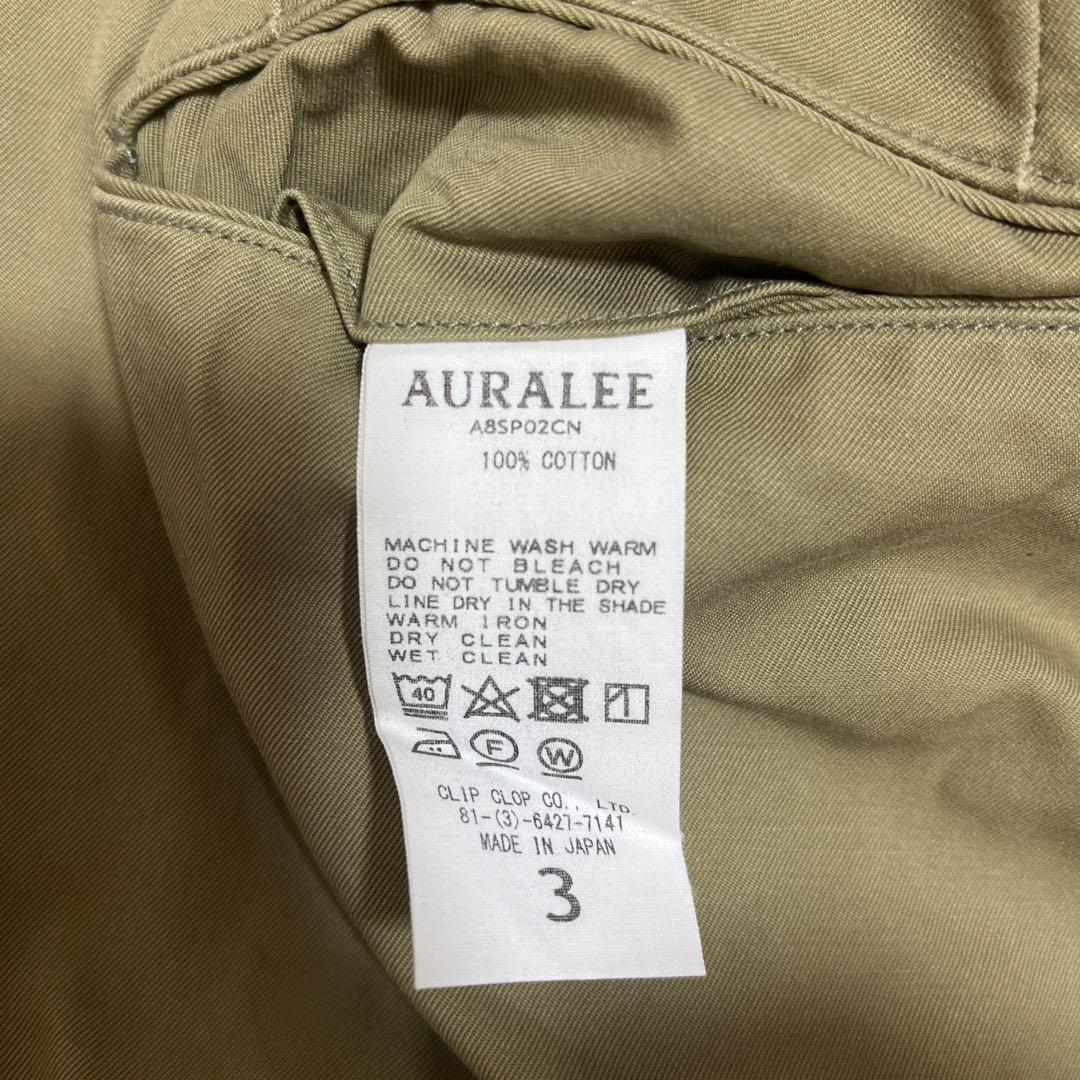 AURALEE
A8SP02CN
100% COTTON
MACHINE WASH WARM
DO NOT BLEACH
DO NOT TUMBLE DRY
LINE DRY IN THE SHADE
WARM IRON
DRY CLEAN
WET CLEAN
40
F W
CLIP CLOP CO., LTD.
81-(3)-6427-7141
MADE IN JAPAN
3